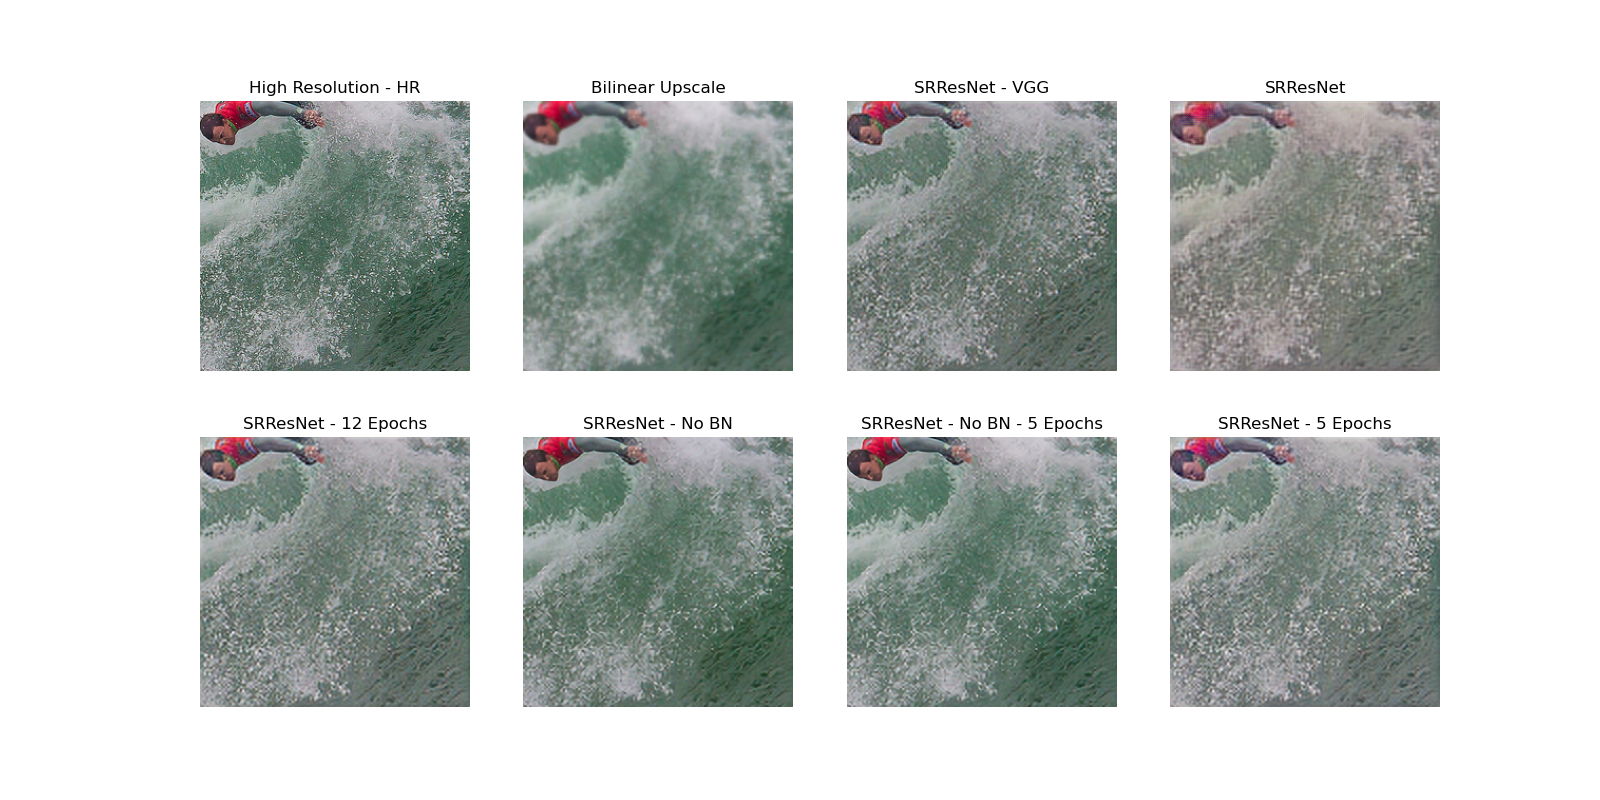 High Resolution - HR
Bilinear Upscale
SRResNet - VGG
SRResNet
SRResNet - 12 Epochs
SRResNet - No BN
SRResNet - No BN - 5 Epochs
SRResNet - 5 Epochs